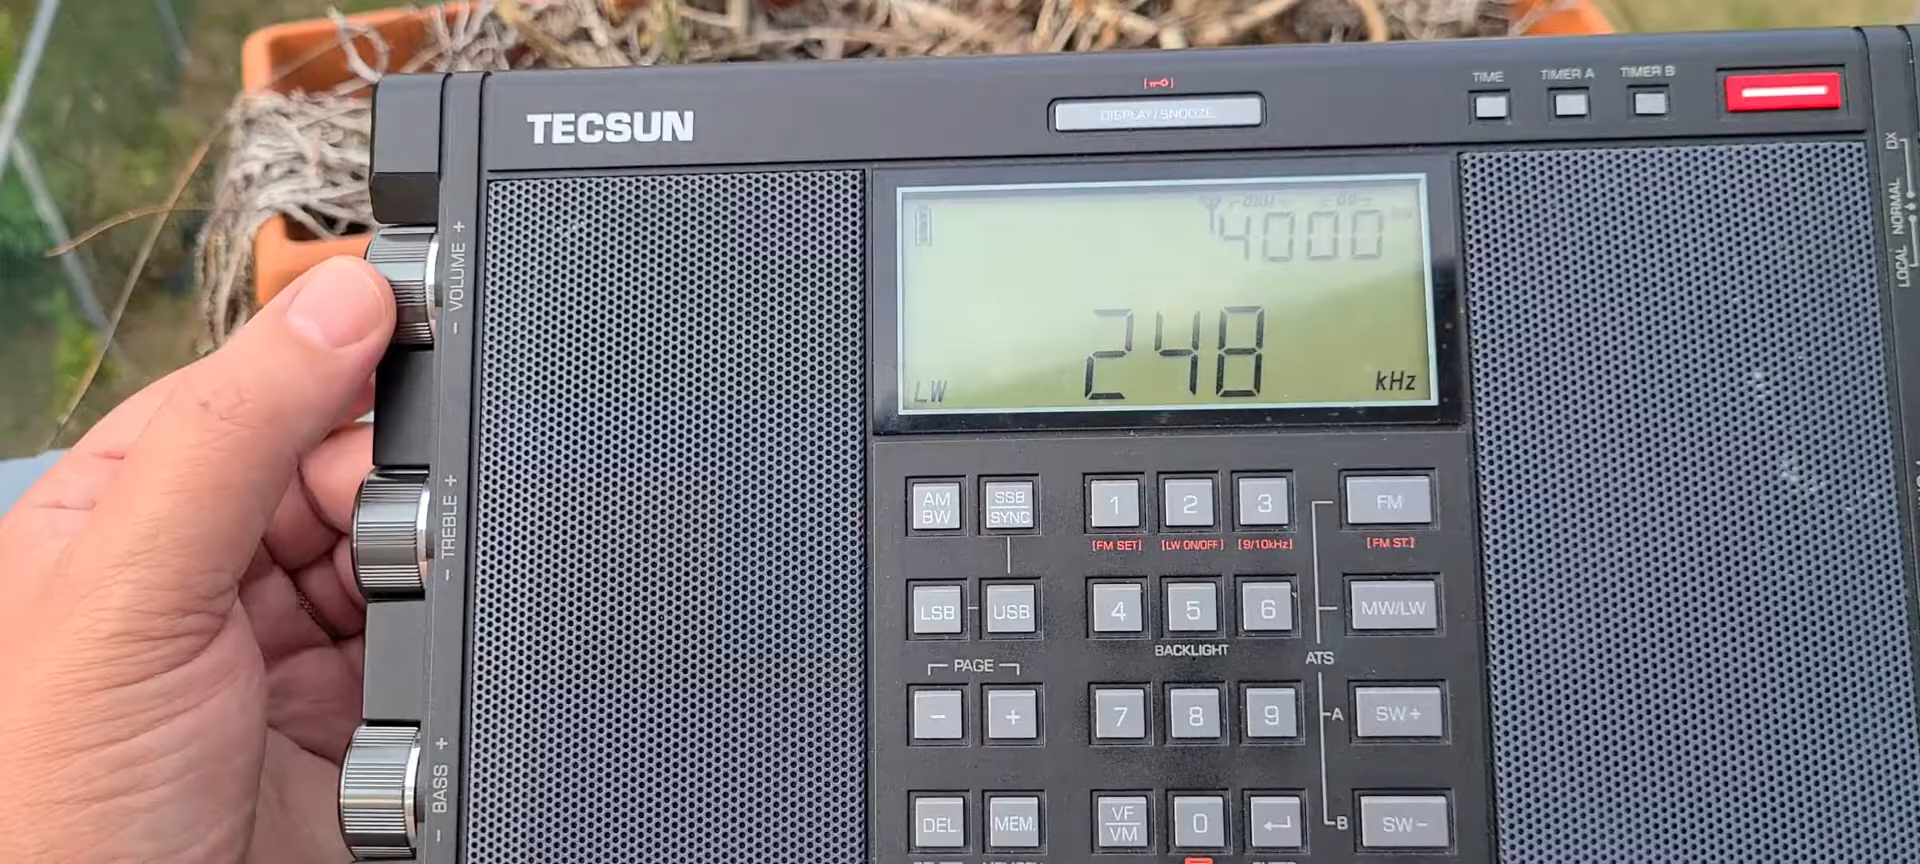 TECSUN
DISPLAY / SNOOZE
TIME
TIMER A
TIMER B
4000
248
LW
kHz
- VOLUME +
- TREBLE +
- BASS +
DX
NORMAL
LOCAL
AM
BW
SSB
SYNC
1
2
3
FM
[FM SET]
[LW ON/OFF]
[9/10kHz]
[FM ST.]
LSB
USB
4
5
6
MW/LW
BACKLIGHT
ATS
PAGE
-
+
7
8
9
A
SW+
DEL
MEM
VF
VM
0
B
SW-